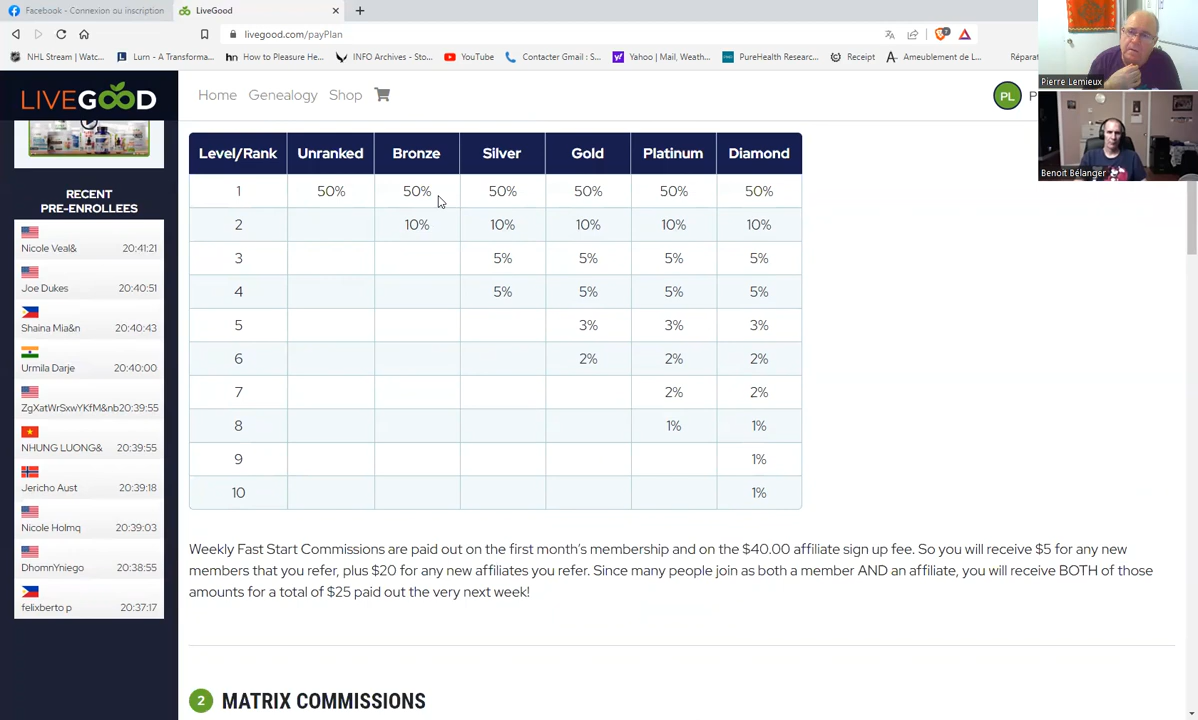 Facebook - Connexion ou inscription
LiveGood
livegood.com/payPlan
NHL Stream | Watc...
Lurn - A Transforma...
How to Pleasure He...
INFO Archives - Sto...
YouTube
Contacter Gmail : S...
Yahoo | Mail, Weath...
PureHealth Researc...
Receipt
Ameublement de L...
Répara
LIVEGOOD
Home
Genealogy
Shop
PL
P
Pierre Lemieux
Benoit Bélanger
RECENT
PRE-ENROLLEES
Nicole Veal& 20:41:21
Joe Dukes 20:40:51
Shaina Mia&n 20:40:43
Urmila Darje 20:40:00
ZgXatWrSxwYKfM&nb20:39:55
NHUNG LUONG& 20:39:55
Jericho Aust 20:39:18
Nicole Holmq 20:39:03
DhomnYniego 20:38:55
felixberto p 20:37:17
Level/Rank Unranked Bronze Silver Gold Platinum Diamond
1 50% 50% 50% 50% 50% 50%
2 10% 10% 10% 10% 10%
3 5% 5% 5% 5%
4 5% 5% 5% 5%
5 3% 3% 3%
6 2% 2% 2%
7 2% 2%
8 1% 1%
9 1%
10 1%
Weekly Fast Start Commissions are paid out on the first month's membership and on the $40.00 affiliate sign up fee. So you will receive $5 for any new
members that you refer, plus $20 for any new affiliates you refer. Since many people join as both a member AND an affiliate, you will receive BOTH of those
amounts for a total of $25 paid out the very next week!
2 MATRIX COMMISSIONS